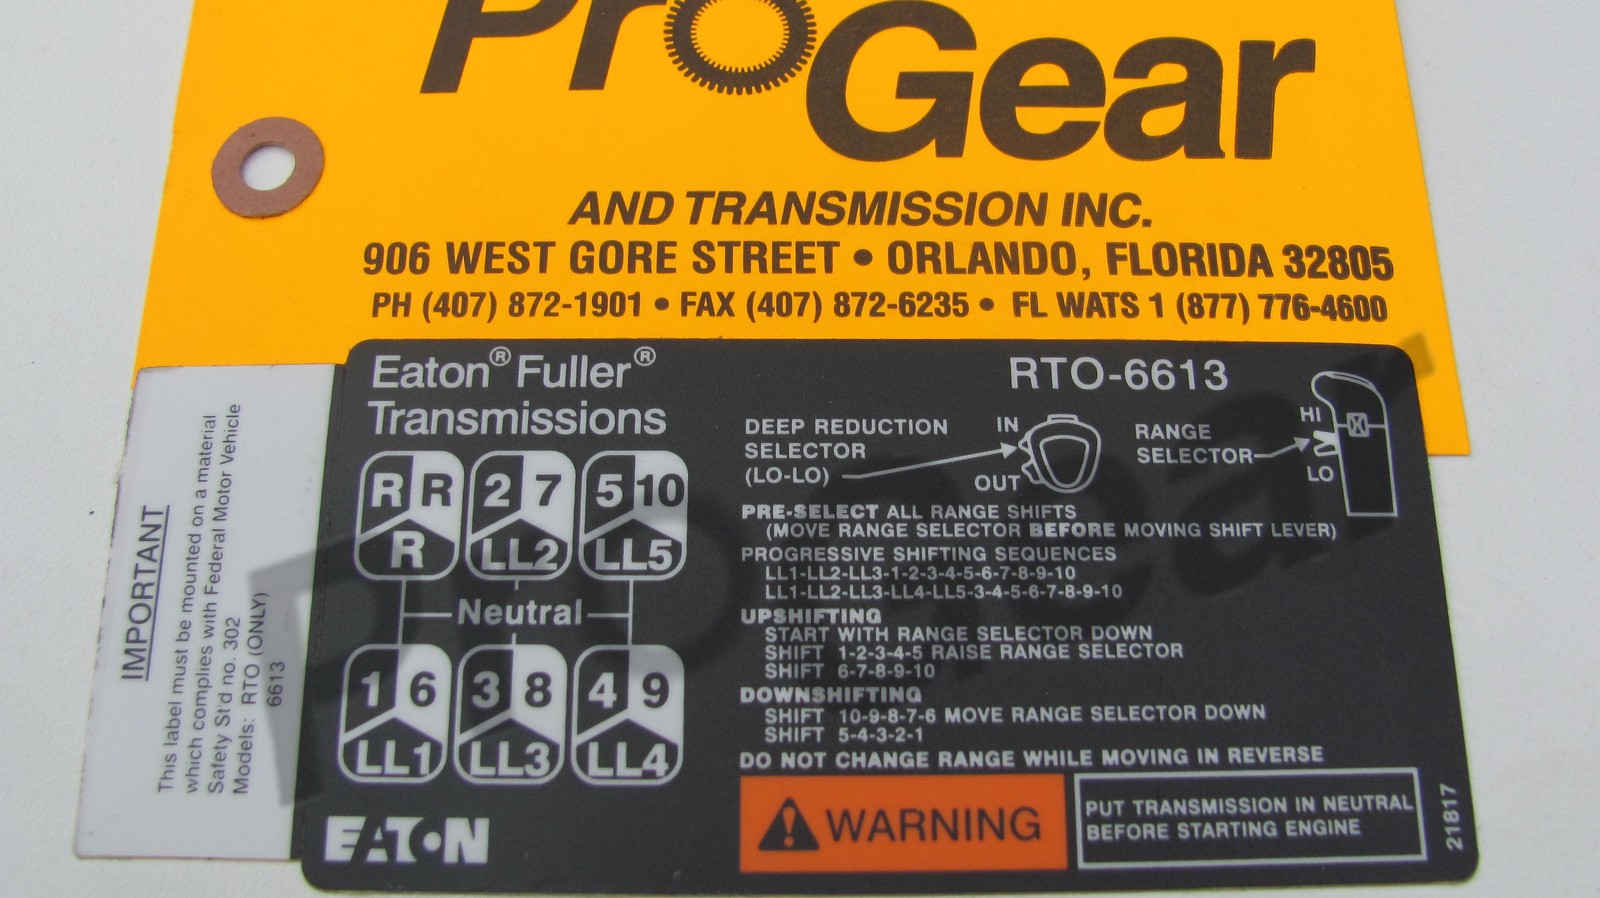 ProGear
AND TRANSMISSION INC.
906 WEST GORE STREET • ORLANDO, FLORIDA 32805
PH (407) 872-1901 • FAX (407) 872-6235 • FL WATS 1 (877) 776-4600
IMPORTANT
This label must be mounted on a material
which complies with Federal Motor Vehicle
Safety St'd no. 302
Models: RTO (ONLY)
6613
Eaton® Fuller®
Transmissions
R R 2 7 5 10
R LL2 LL5
Neutral
1 6 3 8 4 9
LL1 LL3 LL4
EATON
RTO-6613
DEEP REDUCTION
SELECTOR
(LO-LO)
IN
OUT
RANGE
SELECTOR
HI
LO
PRE-SELECT ALL RANGE SHIFTS
(MOVE RANGE SELECTOR BEFORE MOVING SHIFT LEVER)
PROGRESSIVE SHIFTING SEQUENCES
LL1-LL2-LL3-1-2-3-4-5-6-7-8-9-10
LL1-LL2-LL3-LL4-LL5-3-4-5-6-7-8-9-10
UPSHIFTING
START WITH RANGE SELECTOR DOWN
SHIFT 1-2-3-4-5 RAISE RANGE SELECTOR
SHIFT 6-7-8-9-10
DOWNSHIFTING
SHIFT 10-9-8-7-6 MOVE RANGE SELECTOR DOWN
SHIFT 5-4-3-2-1
DO NOT CHANGE RANGE WHILE MOVING IN REVERSE
WARNING
PUT TRANSMISSION IN NEUTRAL
BEFORE STARTING ENGINE
21817
ProGear